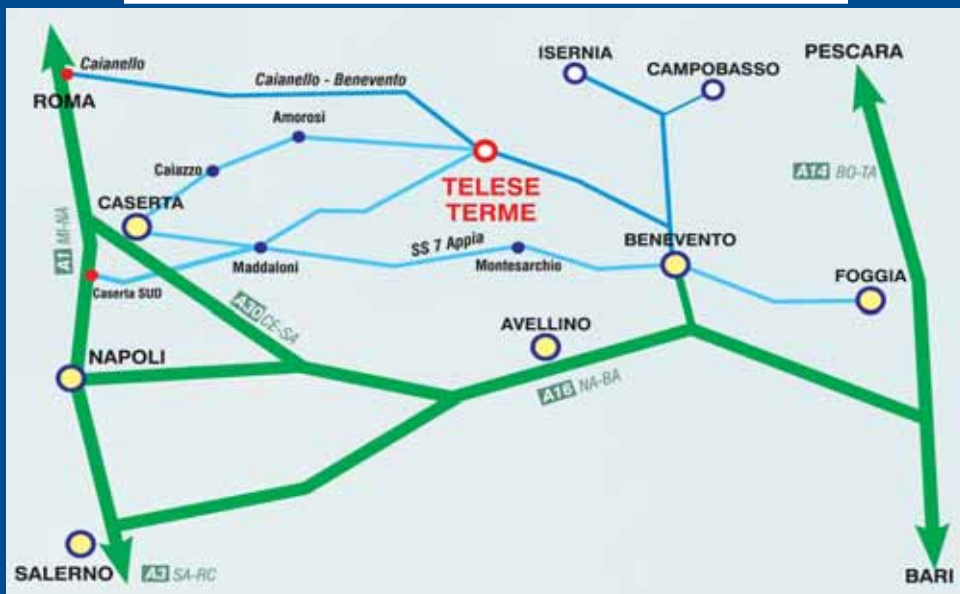 Caianello
ROMA
Caianello - Benevento
ISERNIA
CAMPOBASSO
PESCARA
Amorosi
Caiazzo
A14 BO-TA
CASERTA
TELESE
TERME
A1 MI-NA
SS 7 Appia
BENEVENTO
Maddaloni
Montesarchio
FOGGIA
Caserta SUD
A30 CE-SA
AVELLINO
NAPOLI
A16 NA-BA
SALERNO
A3 SA-RC
BARI